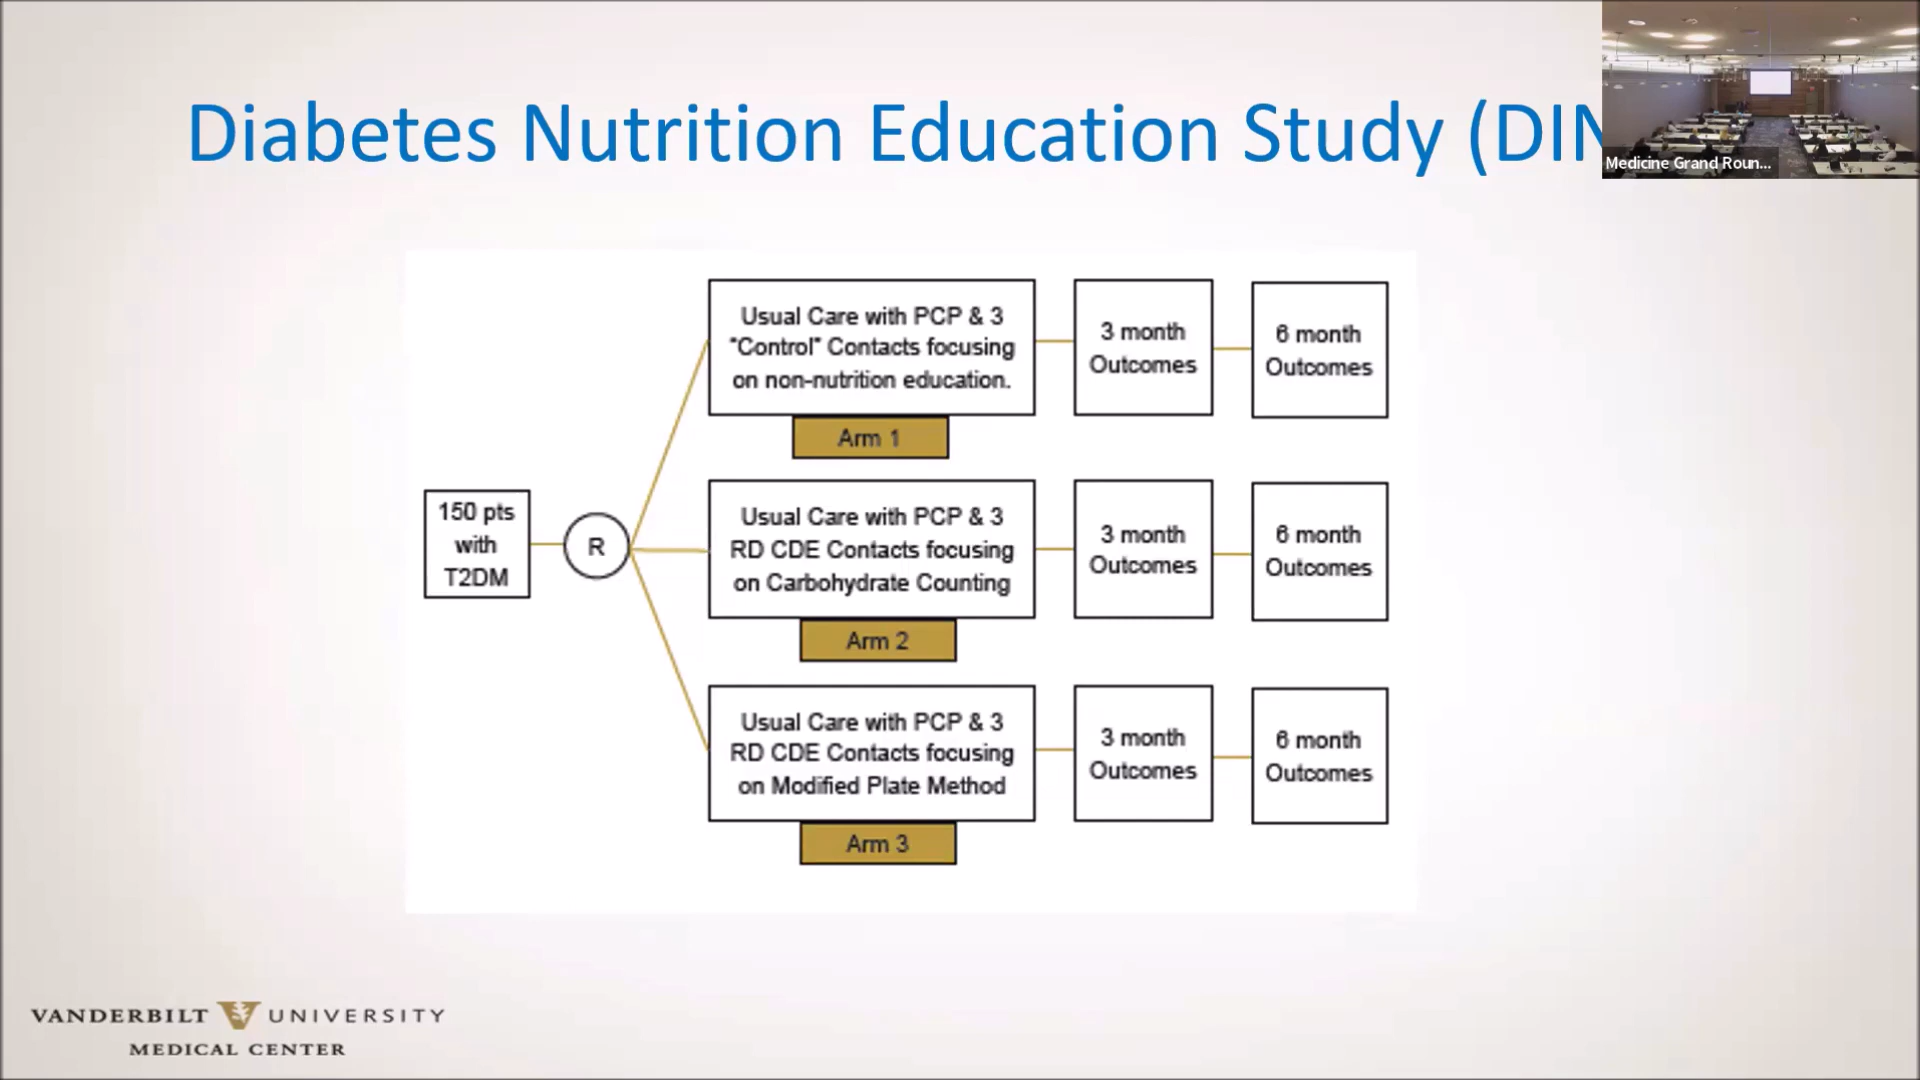 Diabetes Nutrition Education Study (DIN
Medicine Grand Roun...
Usual Care with PCP & 3
"Control" Contacts focusing
on non-nutrition education.
Arm 1
3 month
Outcomes
6 month
Outcomes
150 pts
with
T2DM
R
Usual Care with PCP & 3
RD CDE Contacts focusing
on Carbohydrate Counting
Arm 2
3 month
Outcomes
6 month
Outcomes
Usual Care with PCP & 3
RD CDE Contacts focusing
on Modified Plate Method
Arm 3
3 month
Outcomes
6 month
Outcomes
VANDERBILT UNIVERSITY
MEDICAL CENTER